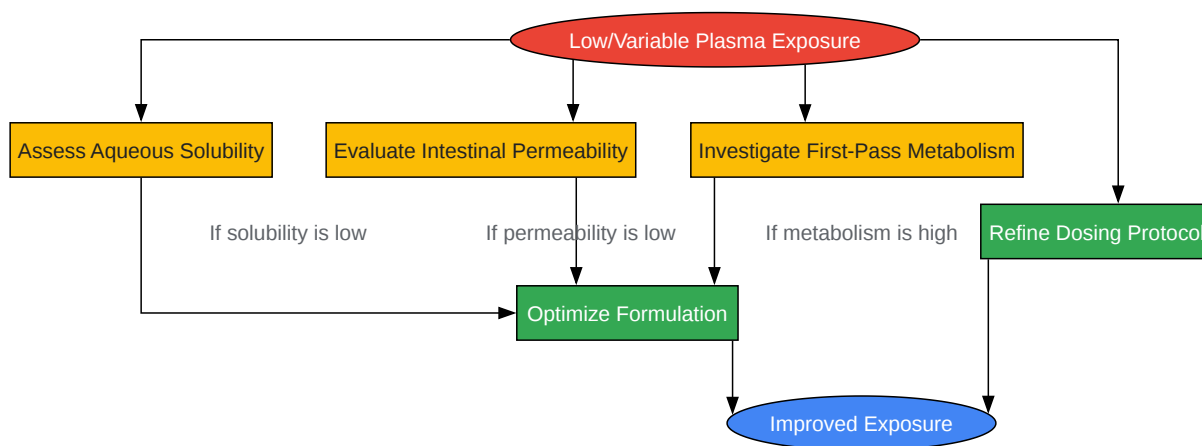 Low/Variable Plasma Exposure
Assess Aqueous Solubility
Evaluate Intestinal Permeability
Investigate First-Pass Metabolism
If solubility is low
If permeability is low
If metabolism is high
Refine Dosing Protocol
Optimize Formulation
Improved Exposure